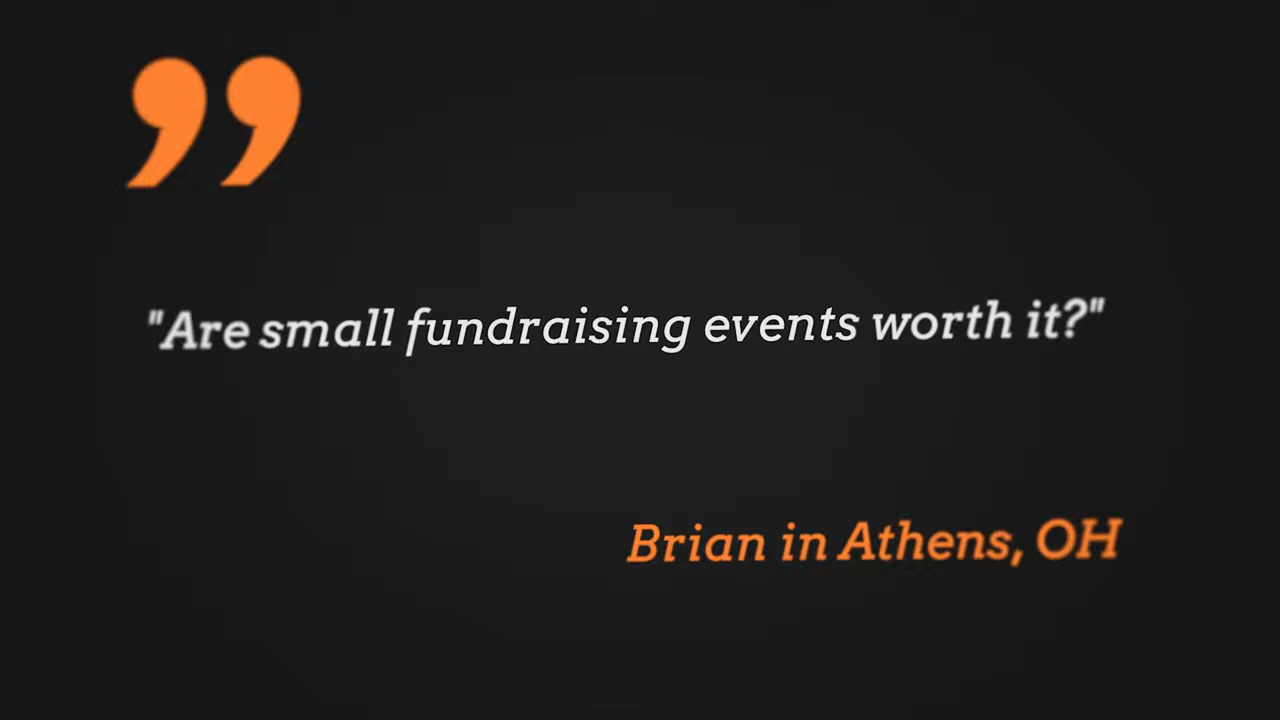 ”
"Are small fundraising events worth it?"
Brian in Athens, OH